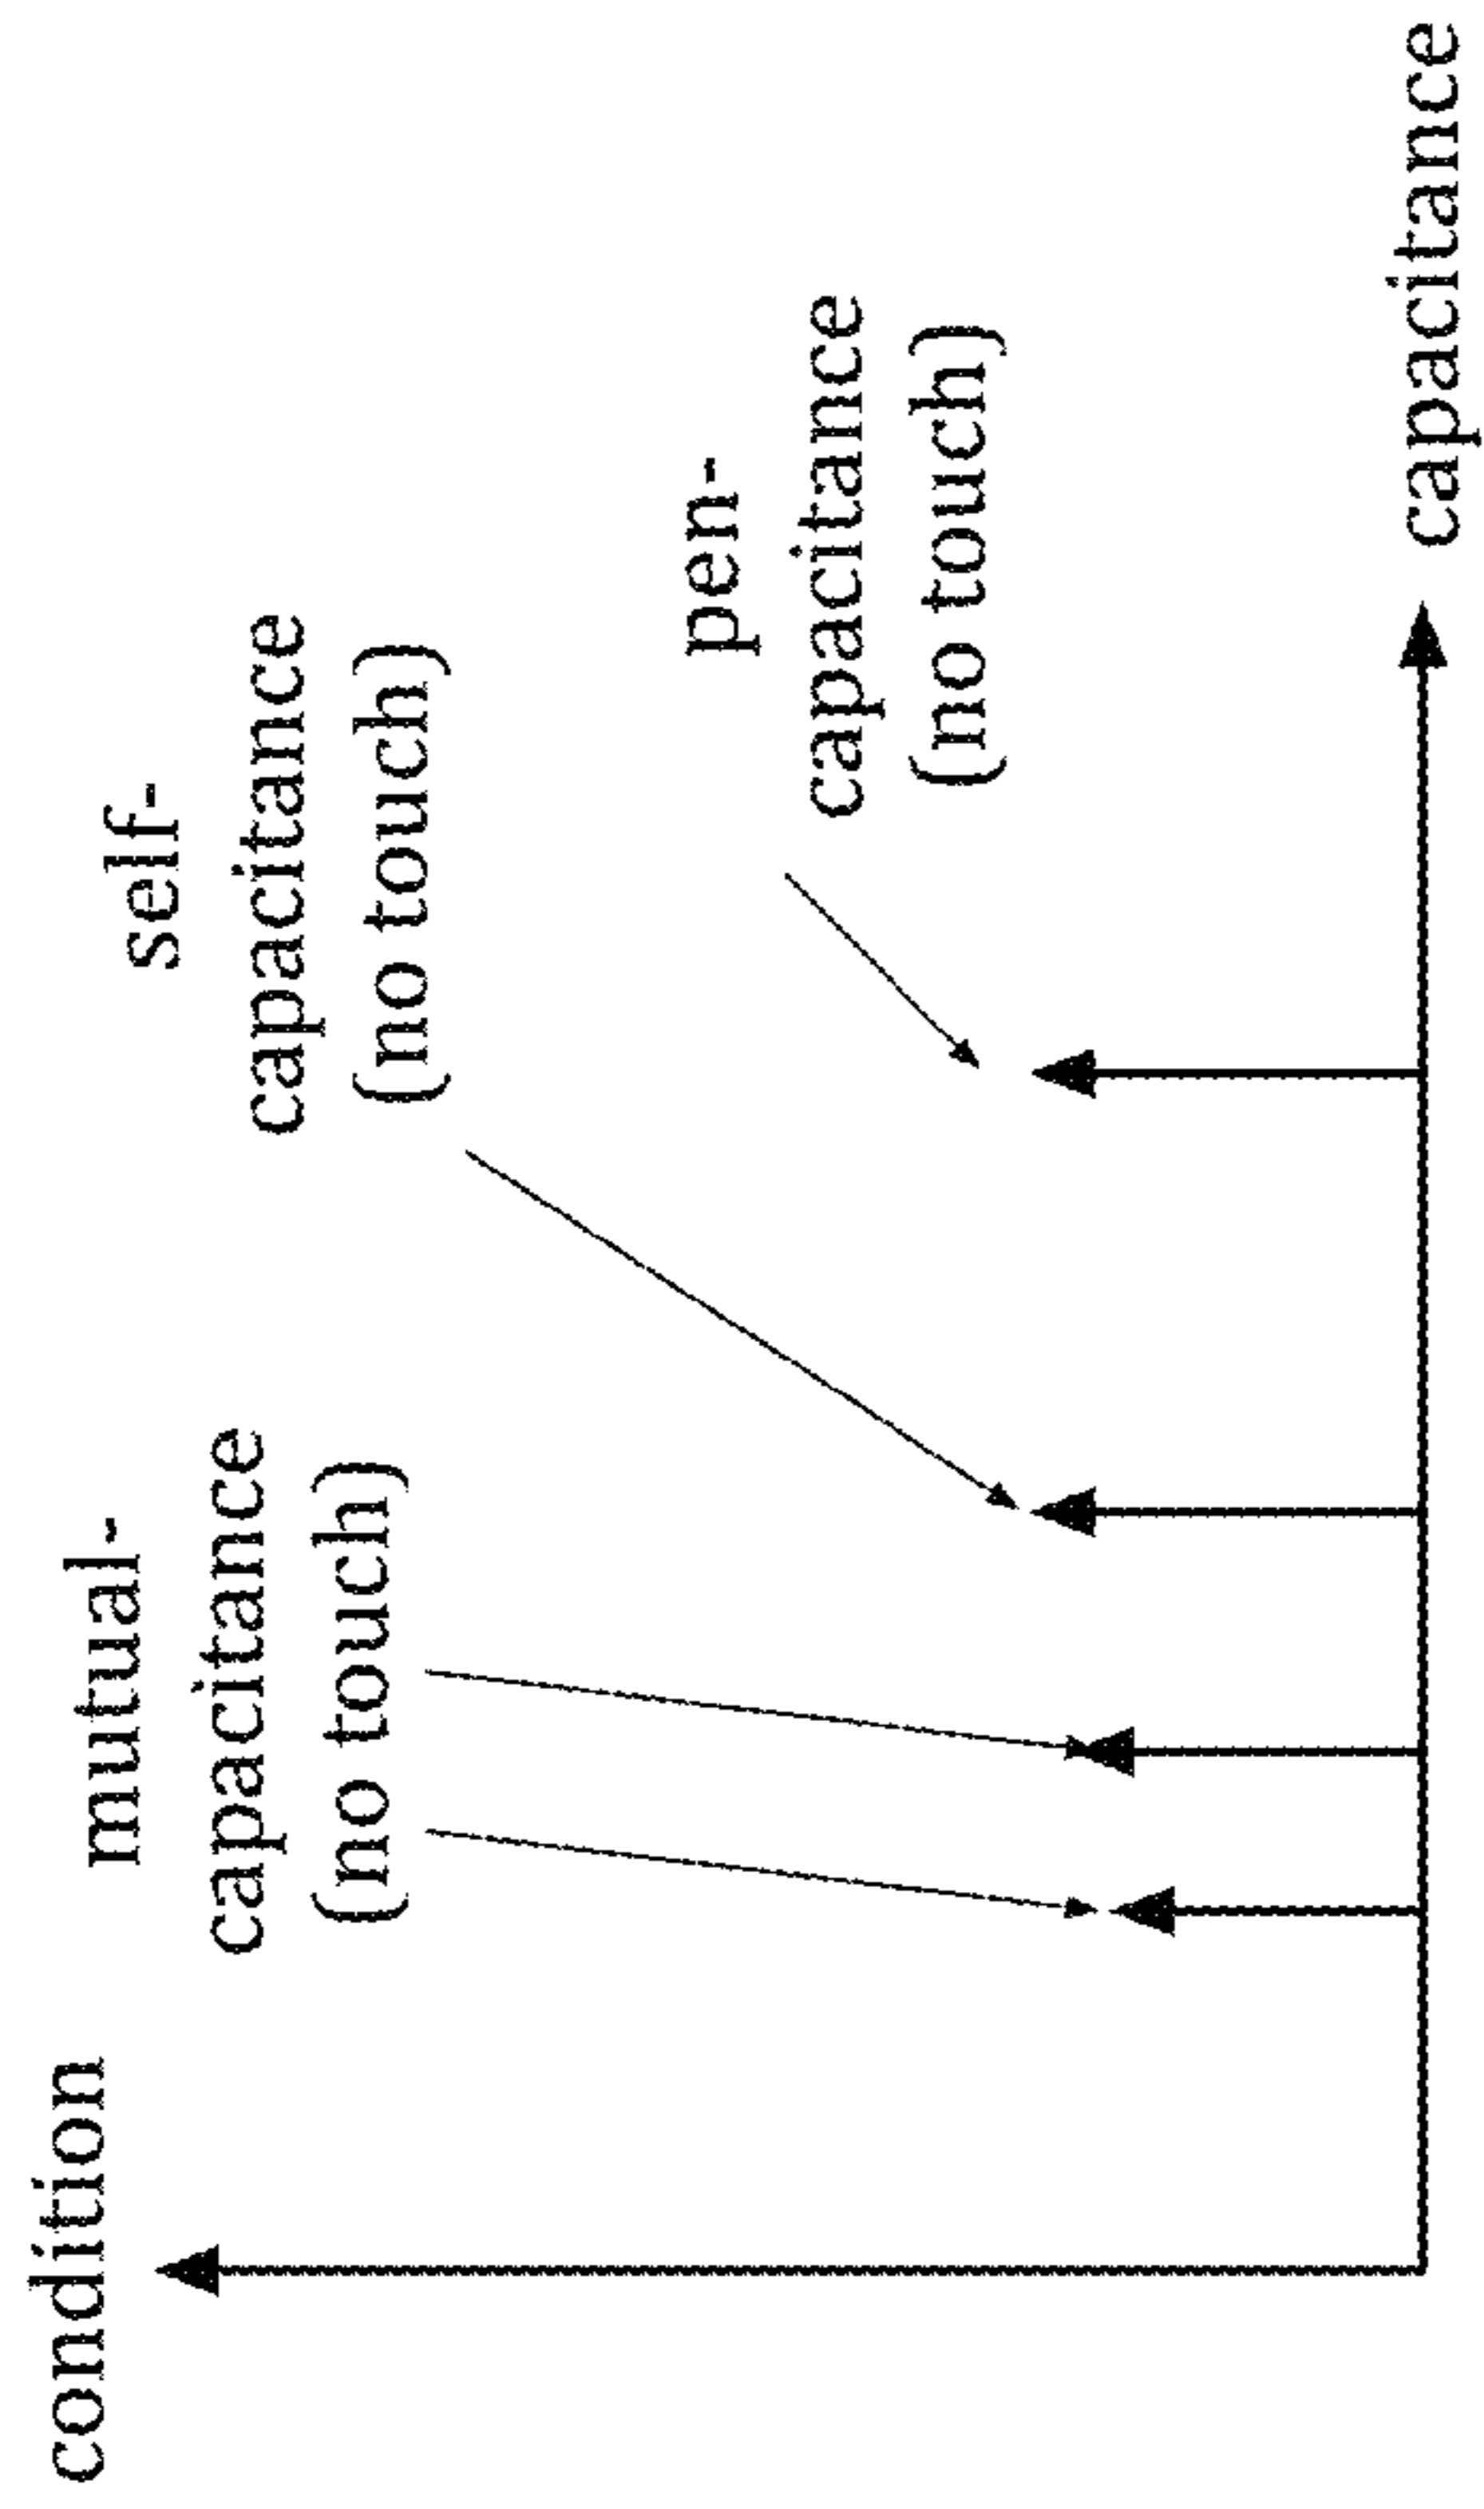 condition
mutual-
capacitance
(no touch)
self-
capacitance
(no touch)
pen-
capacitance
(no touch)
capacitance